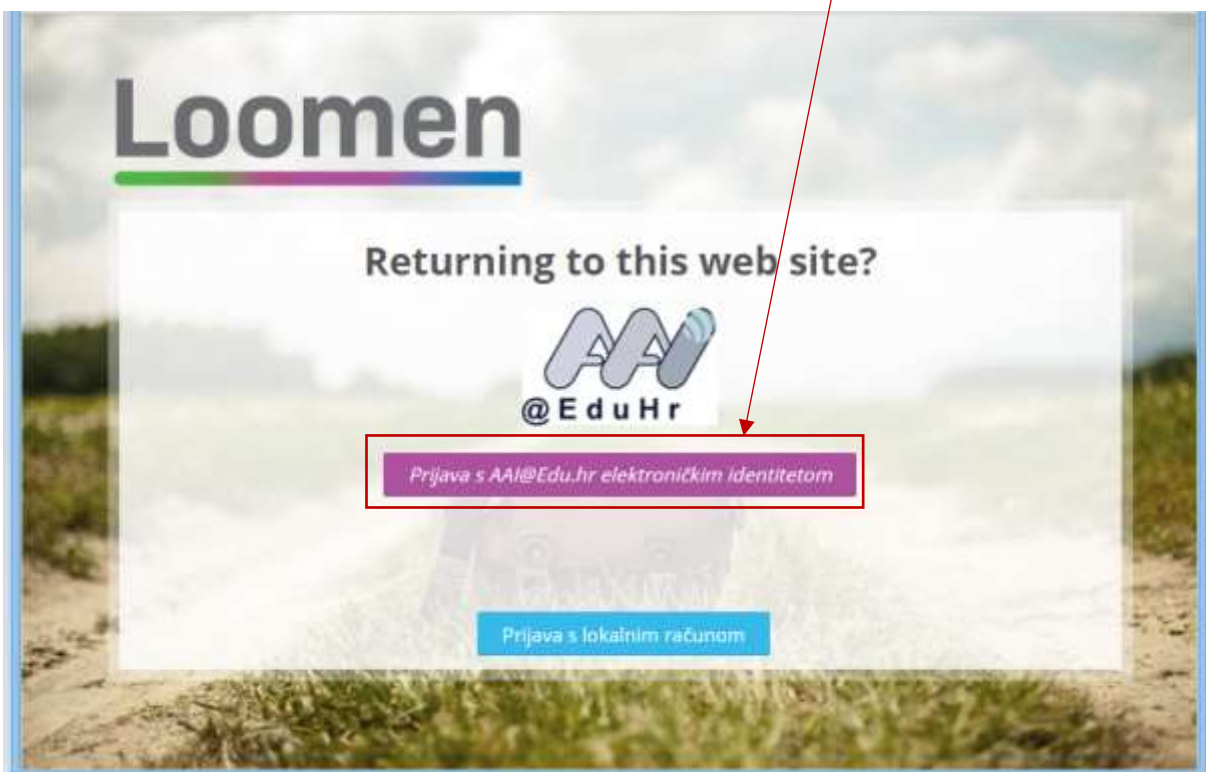 Loomen
Returning to this web site?
AAI
@EduHr
Prijava s AAI@Edu.hr elektroničkim identitetom
Prijava s lokalnim računom